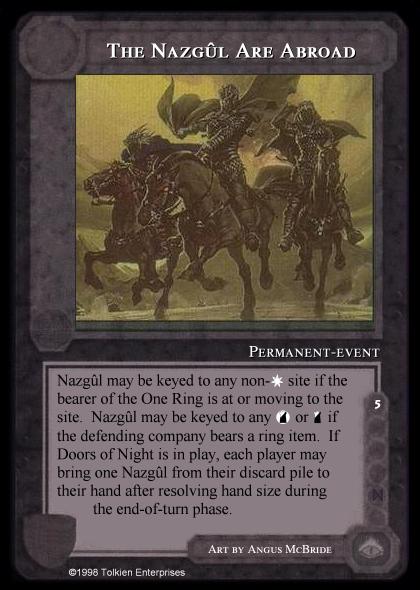 The Nazgûl Are Abroad
Permanent-event
Nazgûl may be keyed to any non- site if the
bearer of the One Ring is at or moving to the
site. Nazgûl may be keyed to any or if
the defending company bears a ring item. If
Doors of Night is in play, each player may
bring one Nazgûl from their discard pile to
their hand after resolving hand size during
the end-of-turn phase.
5
Art by Angus McBride
©1998 Tolkien Enterprises